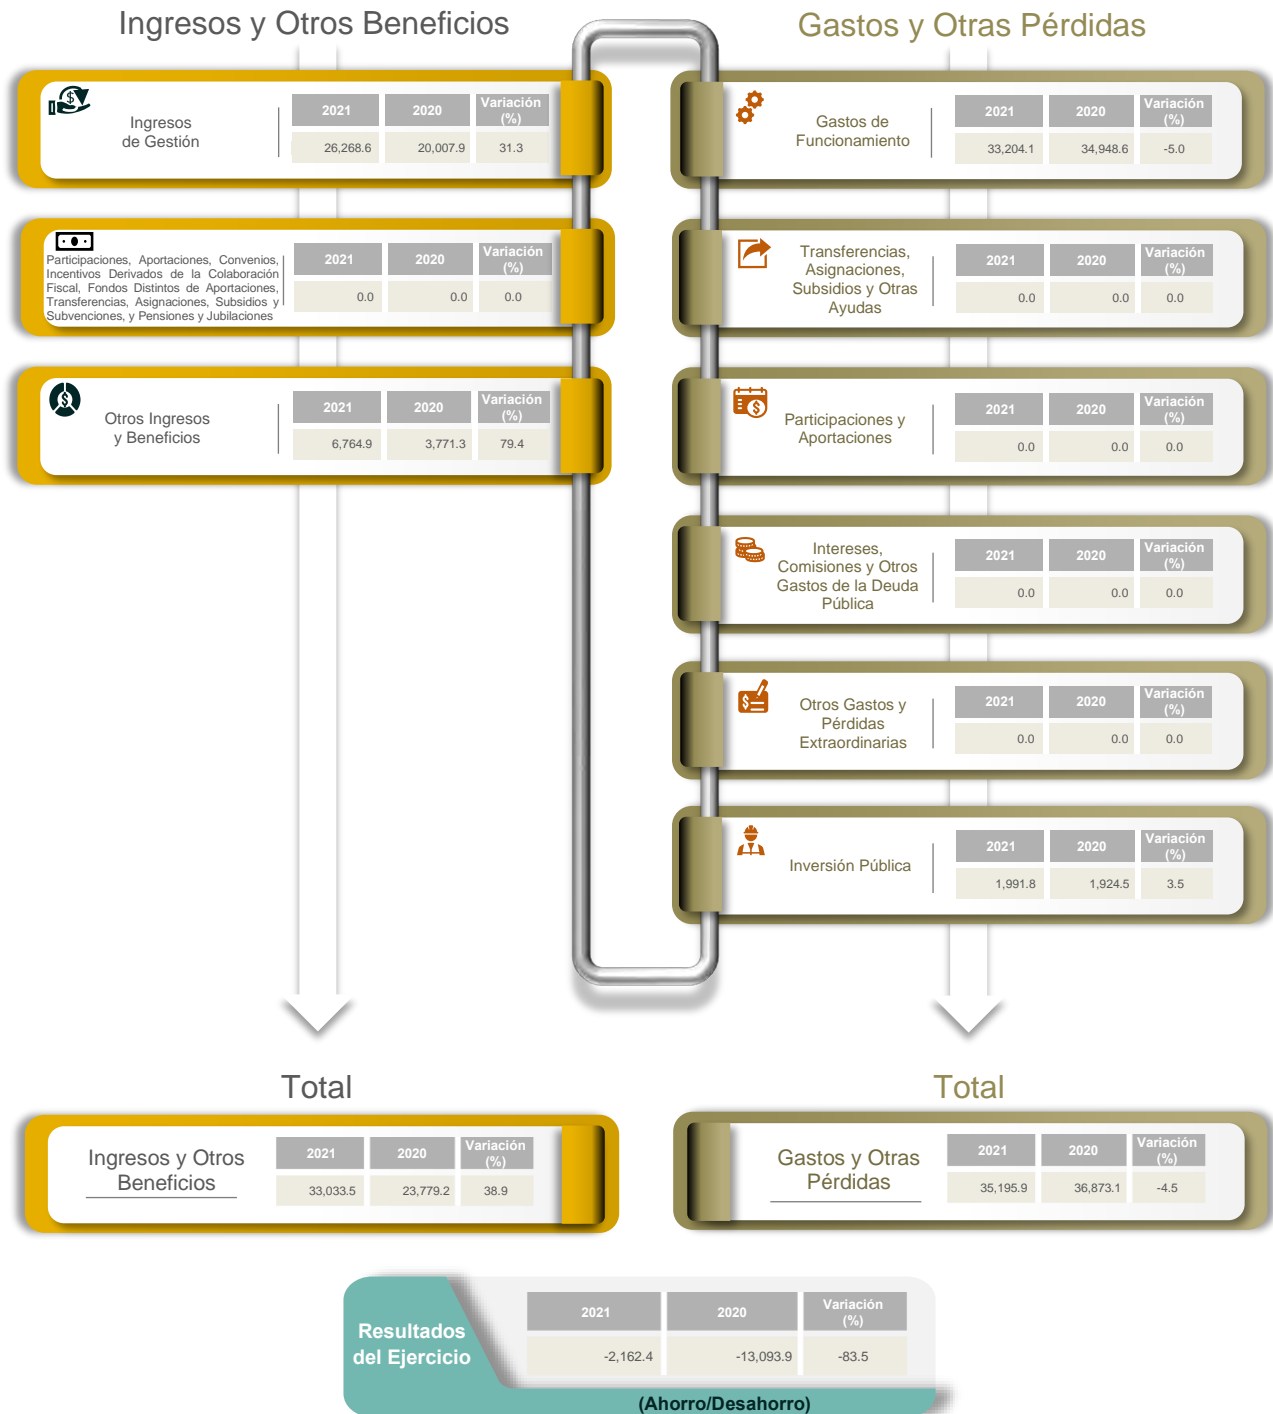 Ingresos y Otros Beneficios
Ingresos
de Gestión
2021 2020 Variación
(%)
26,268.6 20,007.9 31.3
Participaciones, Aportaciones, Convenios,
Incentivos Derivados de la Colaboración
Fiscal, Fondos Distintos de Aportaciones,
Transferencias, Asignaciones, Subsidios y
Subvenciones, y Pensiones y Jubilaciones
2021 2020 Variación
(%)
0.0 0.0 0.0
Otros Ingresos
y Beneficios
2021 2020 Variación
(%)
6,764.9 3,771.3 79.4
Gastos y Otras Pérdidas
Gastos de
Funcionamiento
2021 2020 Variación
(%)
33,204.1 34,948.6 -5.0
Transferencias,
Asignaciones,
Subsidios y Otras
Ayudas
2021 2020 Variación
(%)
0.0 0.0 0.0
Participaciones y
Aportaciones
2021 2020 Variación
(%)
0.0 0.0 0.0
Intereses,
Comisiones y Otros
Gastos de la Deuda
Pública
2021 2020 Variación
(%)
0.0 0.0 0.0
Otros Gastos y
Pérdidas
Extraordinarias
2021 2020 Variación
(%)
0.0 0.0 0.0
Inversión Pública
2021 2020 Variación
(%)
1,991.8 1,924.5 3.5
Total
Ingresos y Otros
Beneficios
2021 2020 Variación
(%)
33,033.5 23,779.2 38.9
Total
Gastos y Otras
Pérdidas
2021 2020 Variación
(%)
35,195.9 36,873.1 -4.5
Resultados
del Ejercicio
2021 2020 Variación
(%)
-2,162.4 -13,093.9 -83.5
(Ahorro/Desahorro)